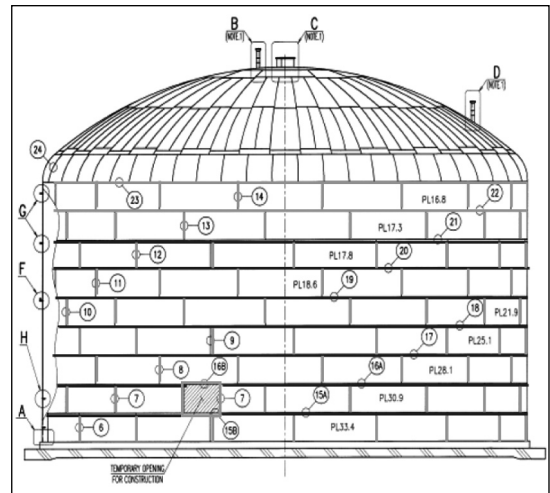 B
(NOTE.1)
C
(NOTE.1)
D
(NOTE.1)
24
23
14
PL16.8
22
G
13
PL17.3
21
12
PL17.8
20
11
PL18.6
19
F
10
18
PL21.9
9
17
PL25.1
8
16B
16A
PL28.1
H
7
7
15A
PL30.9
A
6
15B
PL33.4
TEMPORARY OPENING
FOR CONSTRUCTION